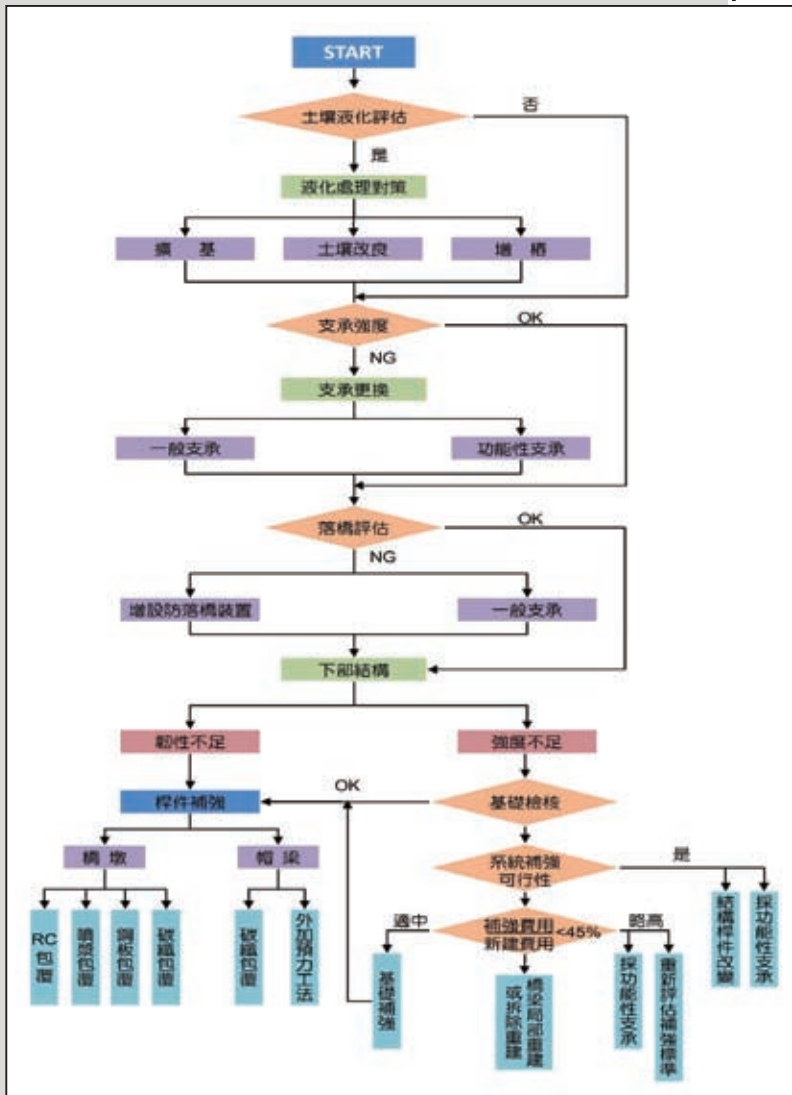 START
土壤液化評估
否
是
液化處理對策
擴基
土壤改良
增樁
支承強度
OK
NG
支承更換
一般支承
功能性支承
落橋評估
OK
NG
增設防落橋裝置
一般支承
下部結構
韌性不足
強度不足
OK
桿件補強
基礎檢核
橋墩
帽梁
系統補強
可行性
是
RC包覆
噴漿包覆
鋼板包覆
碳纖包覆
碳纖包覆
外加預力工法
適中
補強費用
新建費用
<45%
略高
結構桿件改變
採功能性支承
基礎補強
橋梁局部重建
或拆除重建
採功能性支承
重新評估補強標準